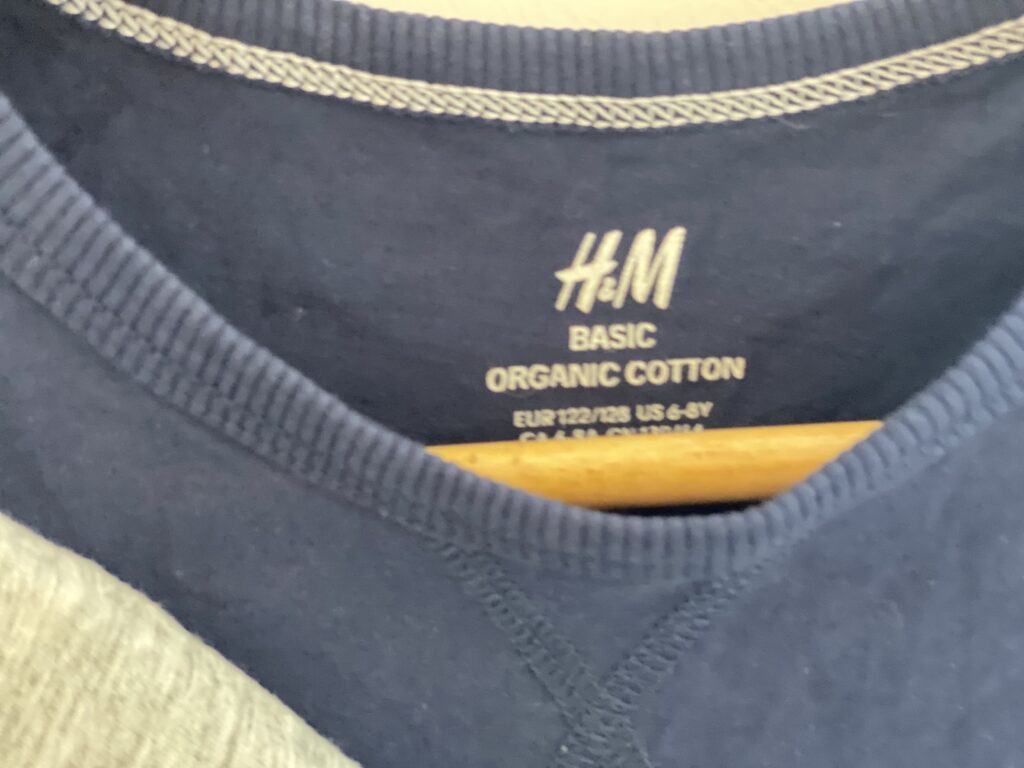 H&M
BASIC
ORGANIC COTTON
EUR 122/128 US 6-8Y